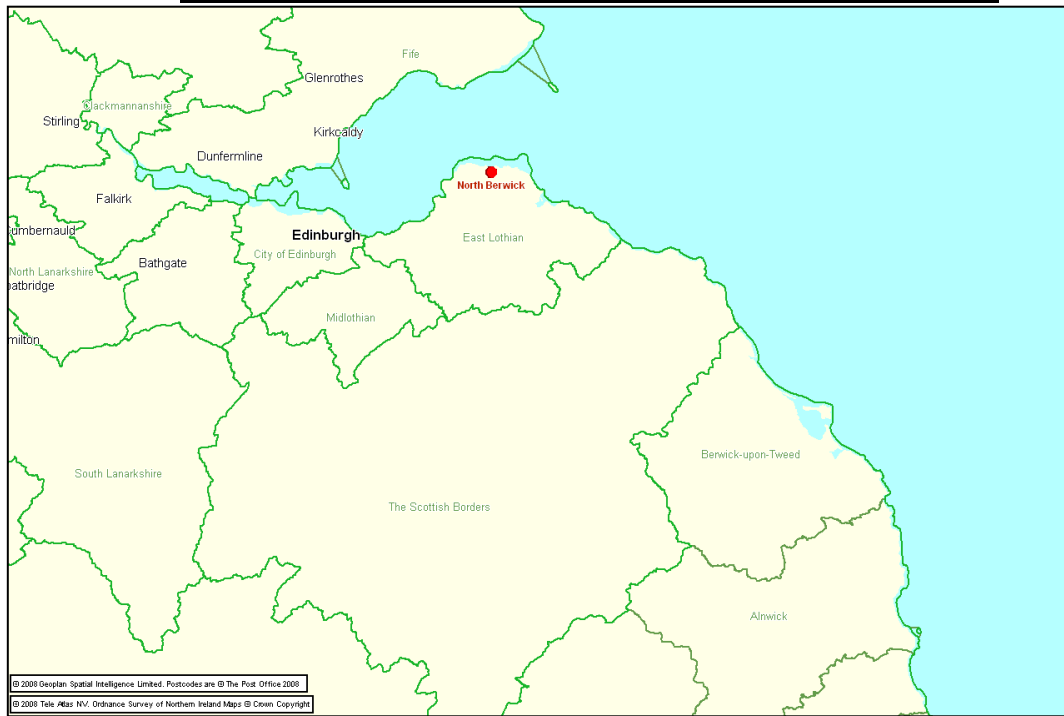 Fife
Glenrothes
Clackmannanshire
Stirling
Kirkcaldy
Dunfermline
North Berwick
Falkirk
umbernauld
Edinburgh
East Lothian
City of Edinburgh
Bathgate
North Lanarkshire
oatbridge
Midlothian
milton
Berwick-upon-Tweed
South Lanarkshire
The Scottish Borders
Alnwick
© 2008 Geoplan Spatial Intelligence Limited. Postcodes are © The Post Office 2008
© 2008 Tele Atlas NV. Ordnance Survey of Northern Ireland Maps © Crown Copyright